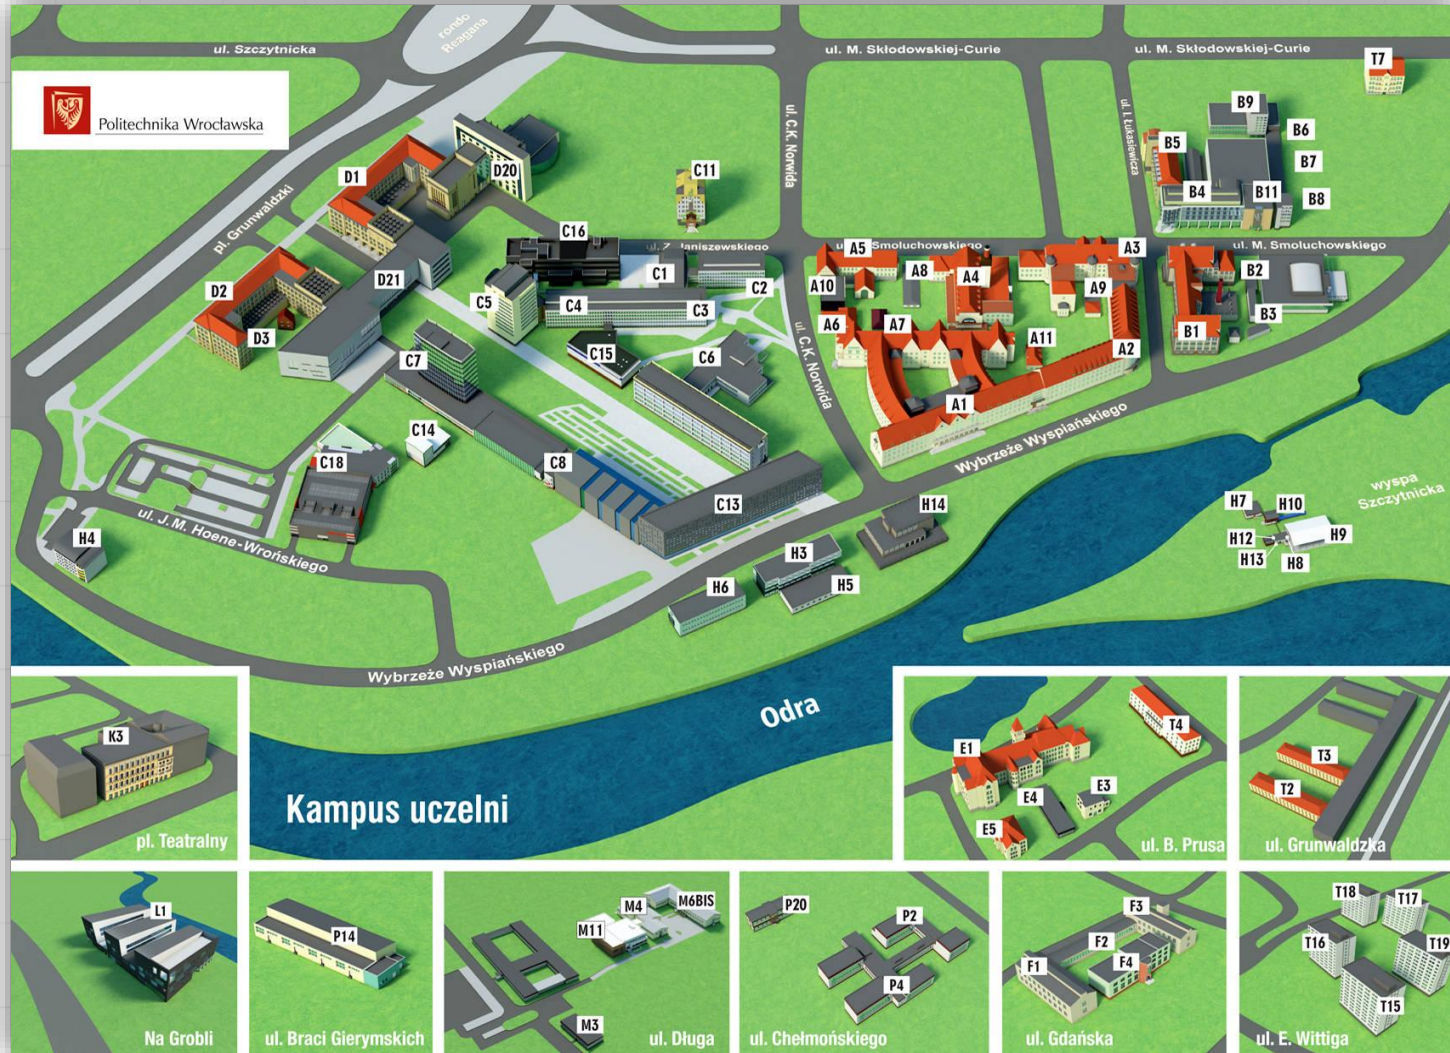 rondo
Reagana
ul. Szczytnicka
ul. M. Skłodowskiej-Curie
ul. M. Skłodowskiej-Curie
T7
Politechnika Wrocławska
ul. C.K. Norwida
ul. I. Łukasiewicza
B9
B6
B5
B7
B4
B11
B8
D1
D20
C11
pl. Grunwaldzki
C16
ul. Z. Janiszewskiego
ul. M. Smoluchowskiego
ul. M. Smoluchowskiego
A5
A3
C1
A8
A4
B2
D21
A10
A9
C2
D2
C5
C4
C3
B3
A6
A7
B1
D3
A11
A2
C7
C15
C6
ul. C.K. Norwida
A1
Wybrzeże Wyspiańskiego
C14
C18
C8
wyspa
Szczytnicka
C13
H14
H7
H10
ul. J.M. Hoene-Wrońskiego
H4
H12
H9
H3
H13
H8
H6
H5
Wybrzeże Wyspiańskiego
Odra
K3
pl. Teatralny
Kampus uczelni
E1
T4
E4
E3
E5
ul. B. Prusa
T3
T2
ul. Grunwaldzka
L1
Na Grobli
P14
ul. Braci Gierymskich
M6BIS
M4
M11
M3
ul. Długa
P20
P2
P4
ul. Chełmońskiego
F3
F2
F4
F1
ul. Gdańska
T18
T17
T16
T19
T15
ul. E. Wittiga